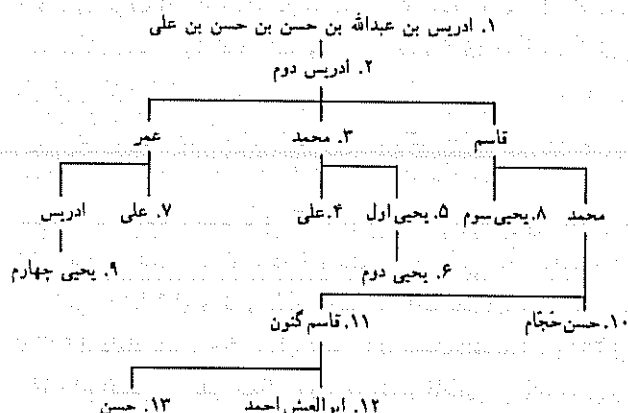 ۱. ادریس بن عبدالله بن حسن بن حسن بن علی
۲. ادریس دوم
قاسم ۳. محمد عمر
محمد ۸. یحیی سوم ۵. یحیی اول ۴. علی ۷. علی ادریس
۶. یحیی دوم ۹. یحیی چهارم
۱۰. حسن حَجّام ۱۱. قاسم گنون
۱۲. ابوالعیش احمد ۱۳. حسن